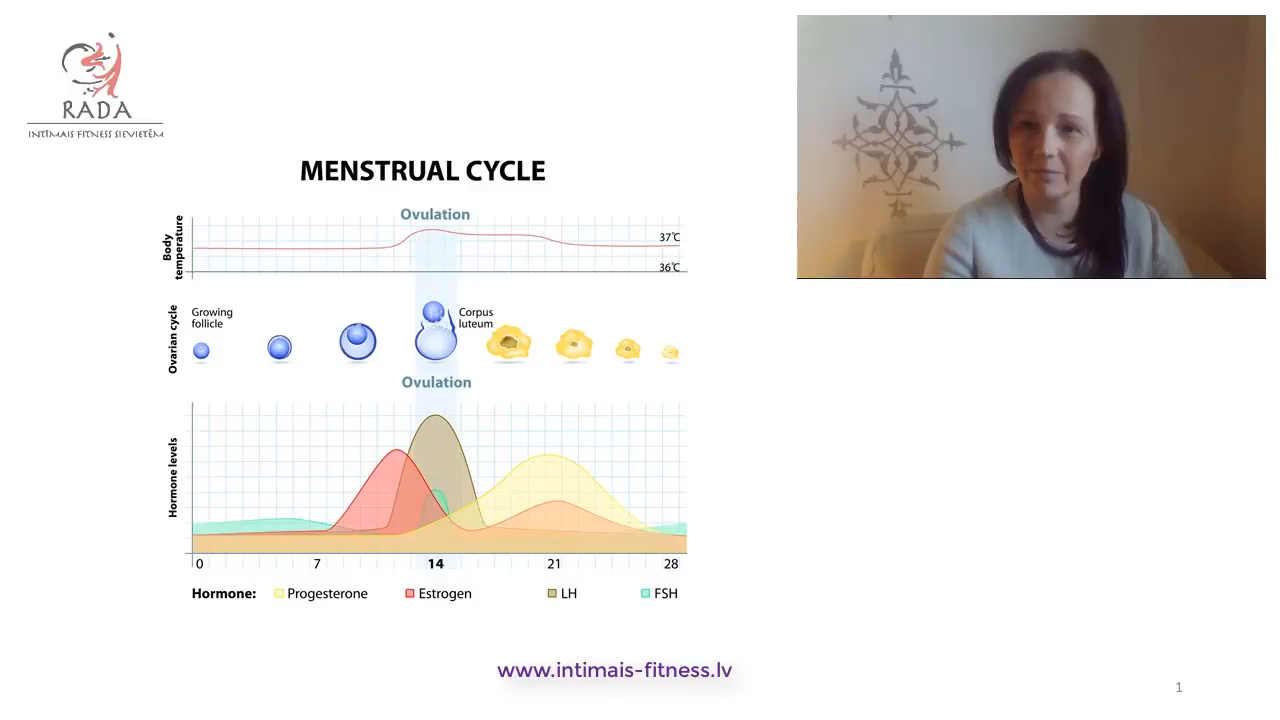 RADA
INTĪMAIS FITNESS SIEVIETĒM
MENSTRUAL CYCLE
Ovulation
Body
temperature
37°C
36°C
Ovarian cycle
Growing
follicle
Corpus
luteum
Ovulation
Hormone levels
0 7 14 21 28
Hormone: Progesterone Estrogen LH FSH
www.intimais-fitness.lv
1